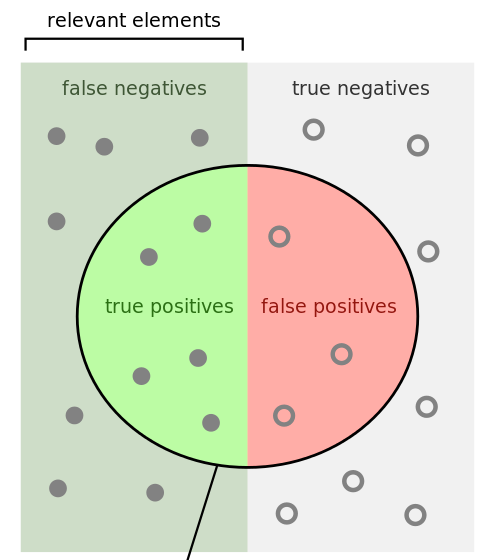 relevant elements
false negatives
true negatives
true positives
false positives